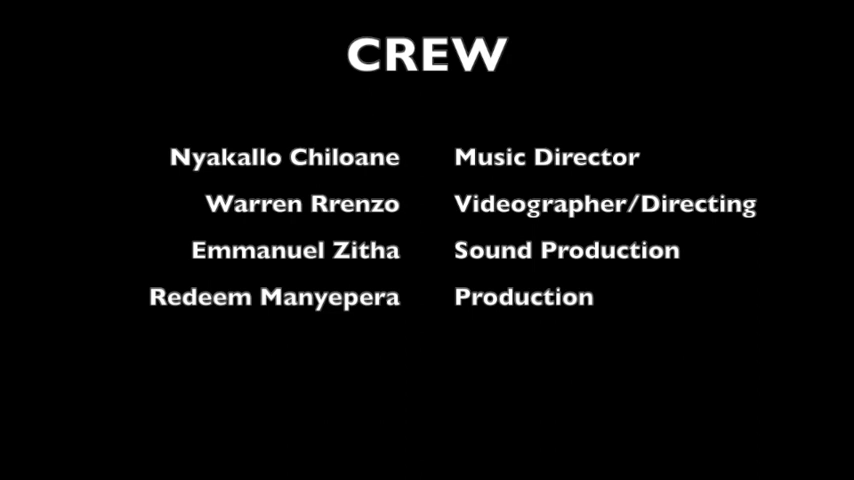 CREW
Nyakallo Chiloane Music Director
Warren Rrenzo Videographer/Directing
Emmanuel Zitha Sound Production
Redeem Manyepera Production